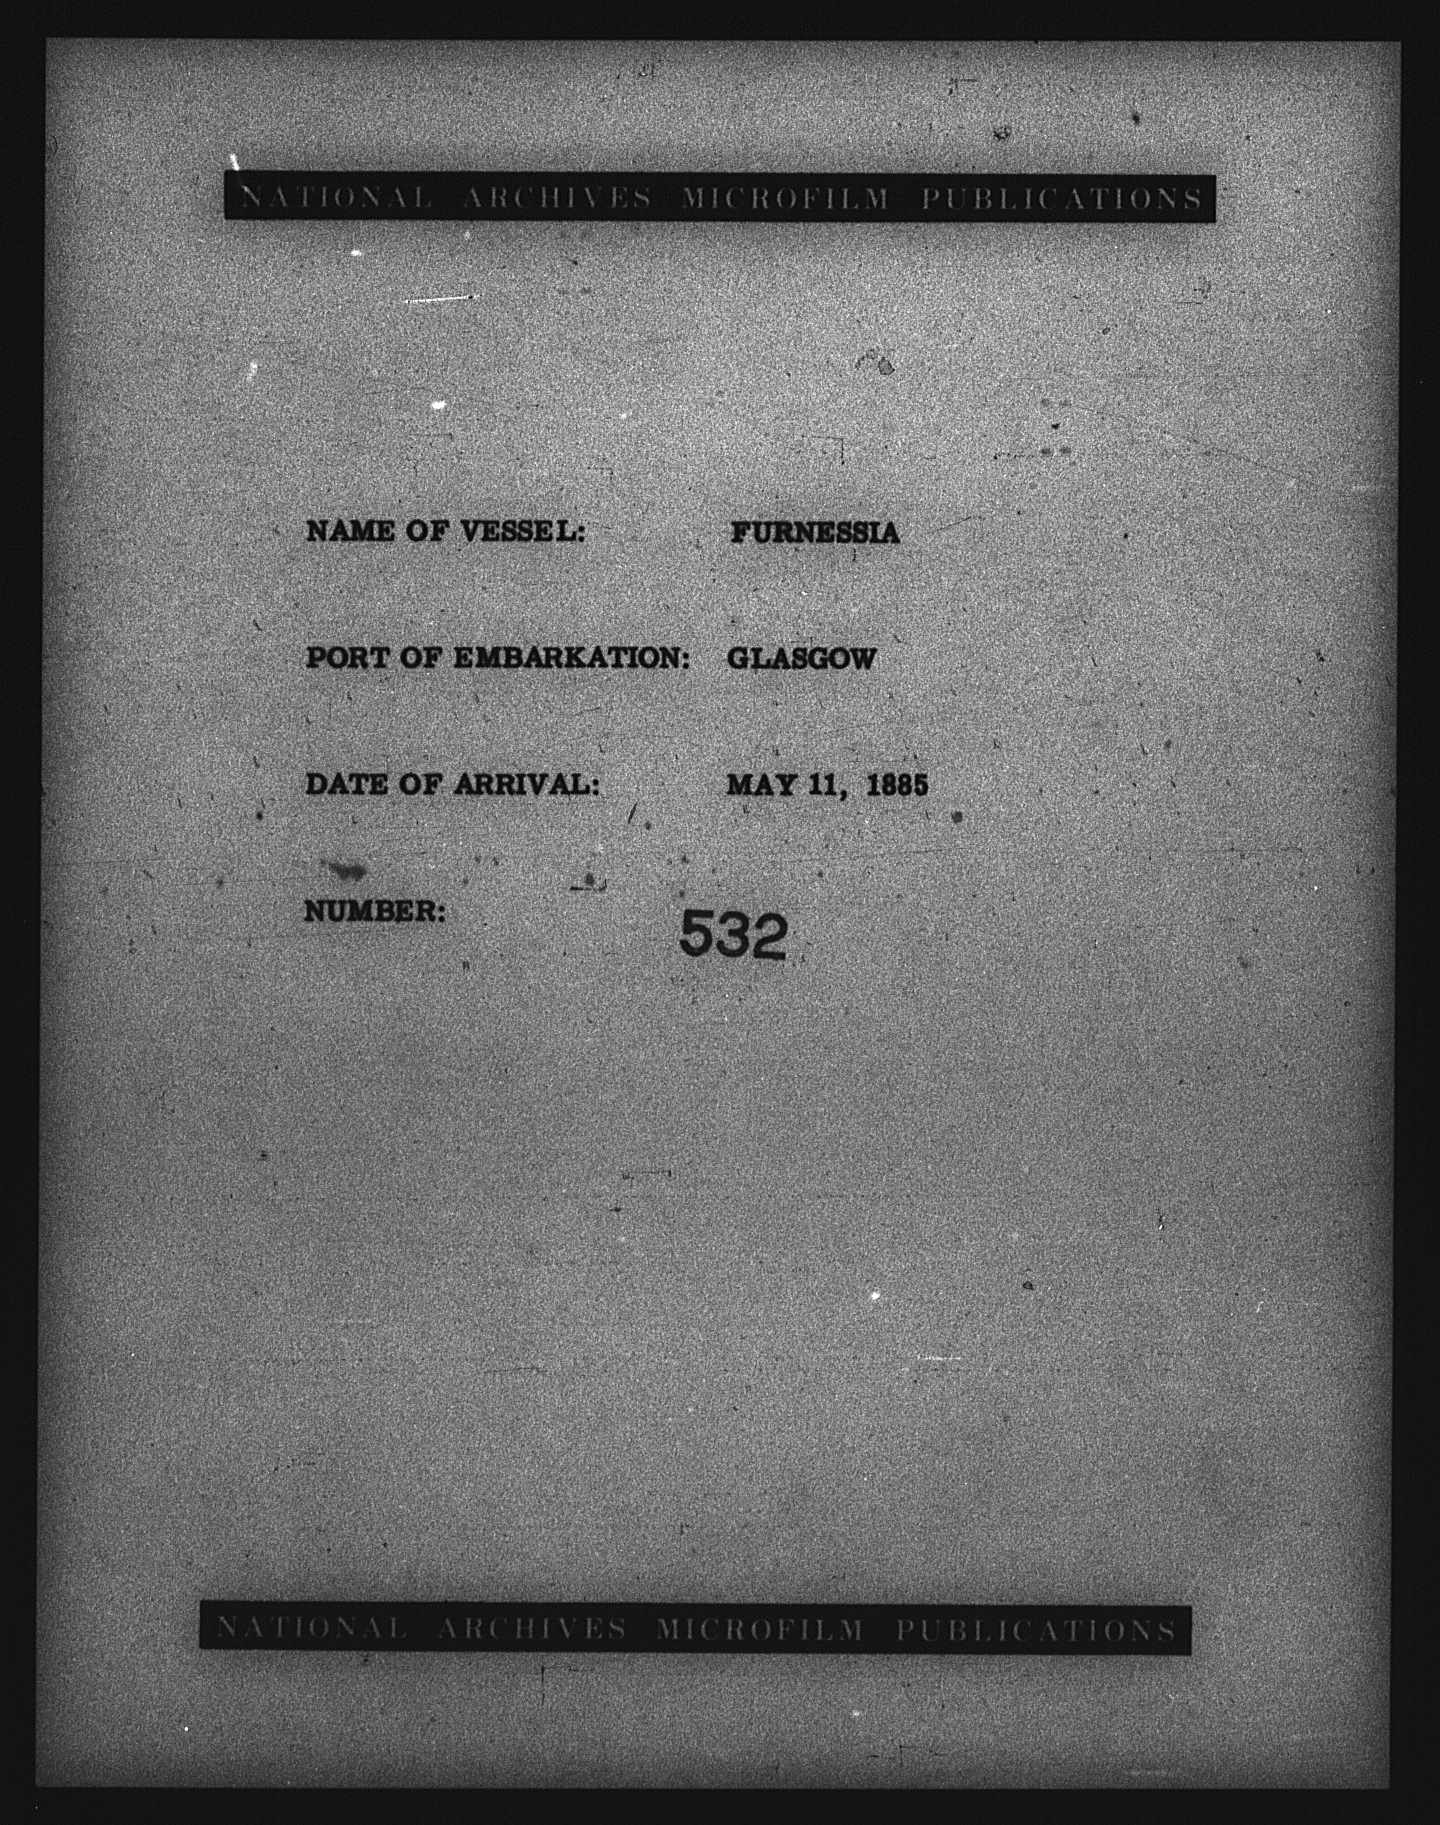 NATIONAL ARCHIVES MICROFILM PUBLICATIONS
NAME OF VESSEL: FURNESSIA
PORT OF EMBARKATION: GLASGOW
DATE OF ARRIVAL: MAY 11, 1885
NUMBER: 532
NATIONAL ARCHIVES MICROFILM PUBLICATIONS